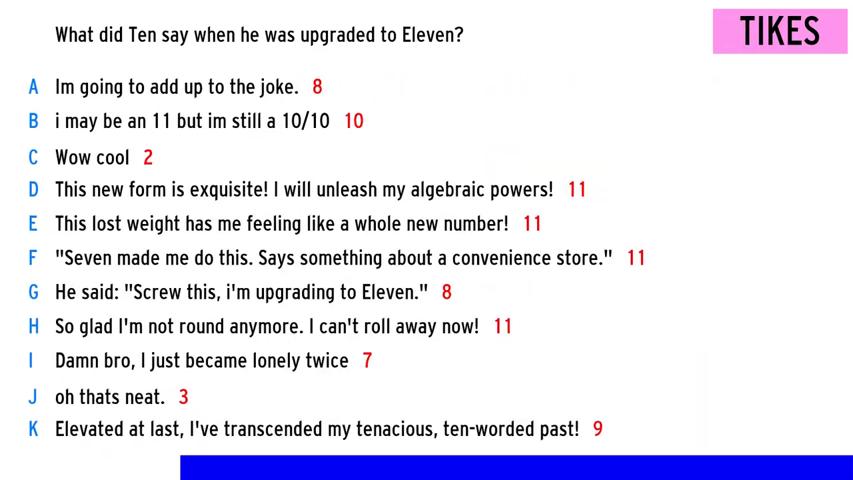 What did Ten say when he was upgraded to Eleven?
TIKES
A Im going to add up to the joke. 8
B i may be an 11 but im still a 10/10 10
C Wow cool 2
D This new form is exquisite! I will unleash my algebraic powers! 11
E This lost weight has me feeling like a whole new number! 11
F "Seven made me do this. Says something about a convenience store." 11
G He said: "Screw this, i'm upgrading to Eleven." 8
H So glad I'm not round anymore. I can't roll away now! 11
I Damn bro, I just became lonely twice 7
J oh thats neat. 3
K Elevated at last, I've transcended my tenacious, ten-worded past! 9